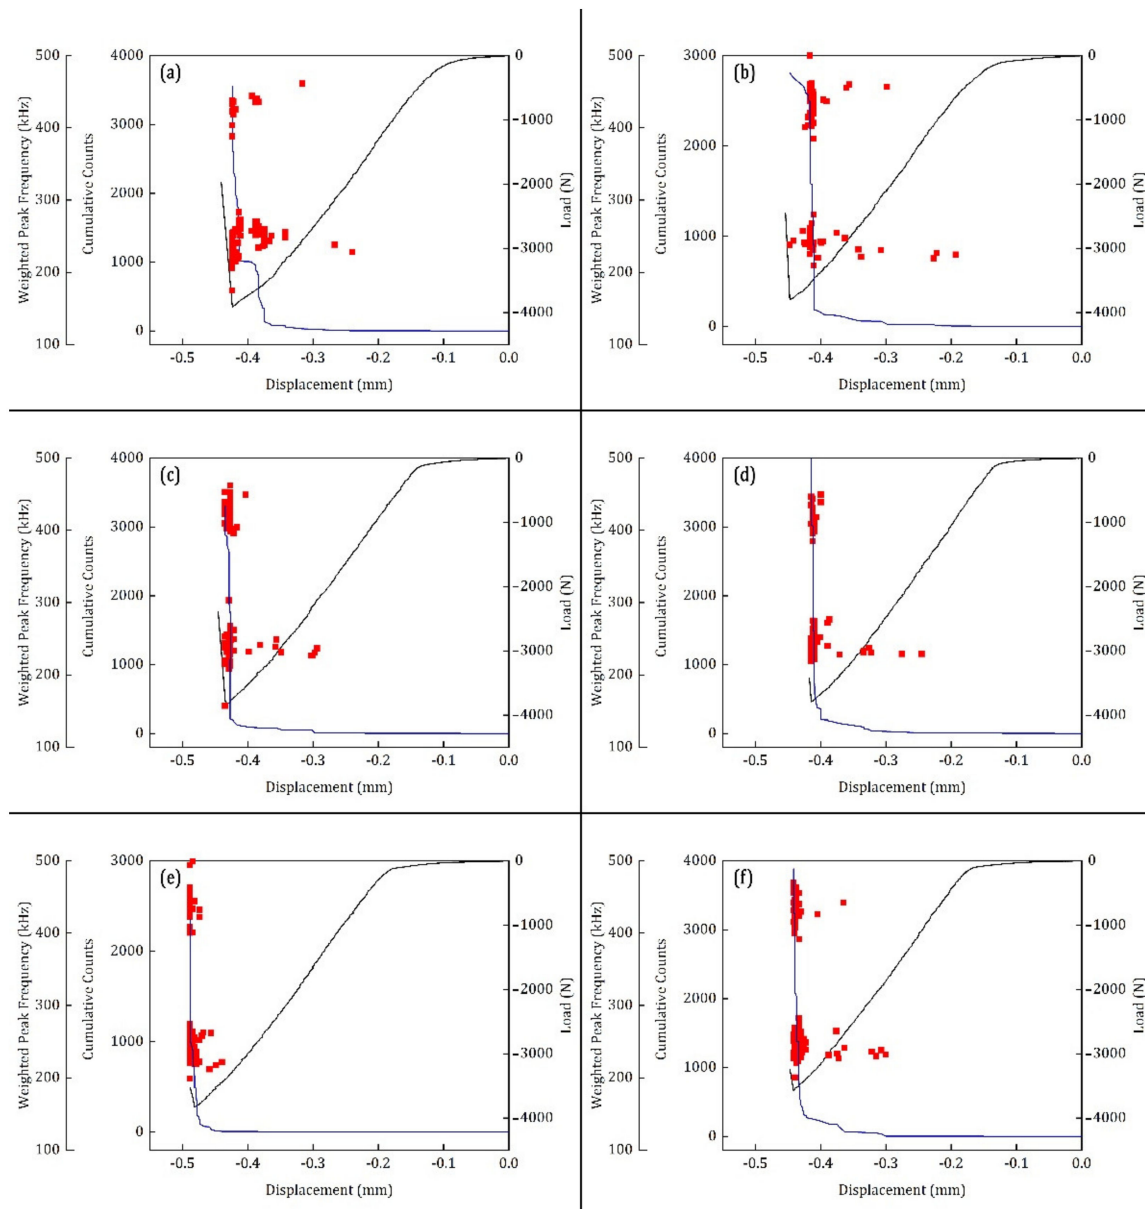 (a)
500
400
300
200
100
Weighted Peak Frequency (kHz)
4000
3000
2000
1000
0
Cumulative Counts
0
−1000
−2000
−3000
−4000
Load (N)
-0.5 -0.4 -0.3 -0.2 -0.1 0.0
Displacement (mm)
(b)
500
400
300
200
100
Weighted Peak Frequency (kHz)
3000
2000
1000
0
Cumulative Counts
0
−1000
−2000
−3000
−4000
Load (N)
-0.5 -0.4 -0.3 -0.2 -0.1 0.0
Displacement (mm)
(c)
500
400
300
200
100
Weighted Peak Frequency (kHz)
4000
3000
2000
1000
0
Cumulative Counts
0
−1000
−2000
−3000
−4000
Load (N)
-0.5 -0.4 -0.3 -0.2 -0.1 0.0
Displacement (mm)
(d)
500
400
300
200
100
Weighted Peak Frequency (kHz)
4000
3000
2000
1000
0
Cumulative Counts
0
−1000
−2000
−3000
−4000
Load (N)
-0.5 -0.4 -0.3 -0.2 -0.1 0.0
Displacement (mm)
(e)
500
400
300
200
100
Weighted Peak Frequency (kHz)
3000
2000
1000
0
Cumulative Counts
0
−1000
−2000
−3000
−4000
Load (N)
-0.5 -0.4 -0.3 -0.2 -0.1 0.0
Displacement (mm)
(f)
500
400
300
200
100
Weighted Peak Frequency (kHz)
4000
3000
2000
1000
0
Cumulative Counts
0
−1000
−2000
−3000
−4000
Load (N)
-0.5 -0.4 -0.3 -0.2 -0.1 0.0
Displacement (mm)